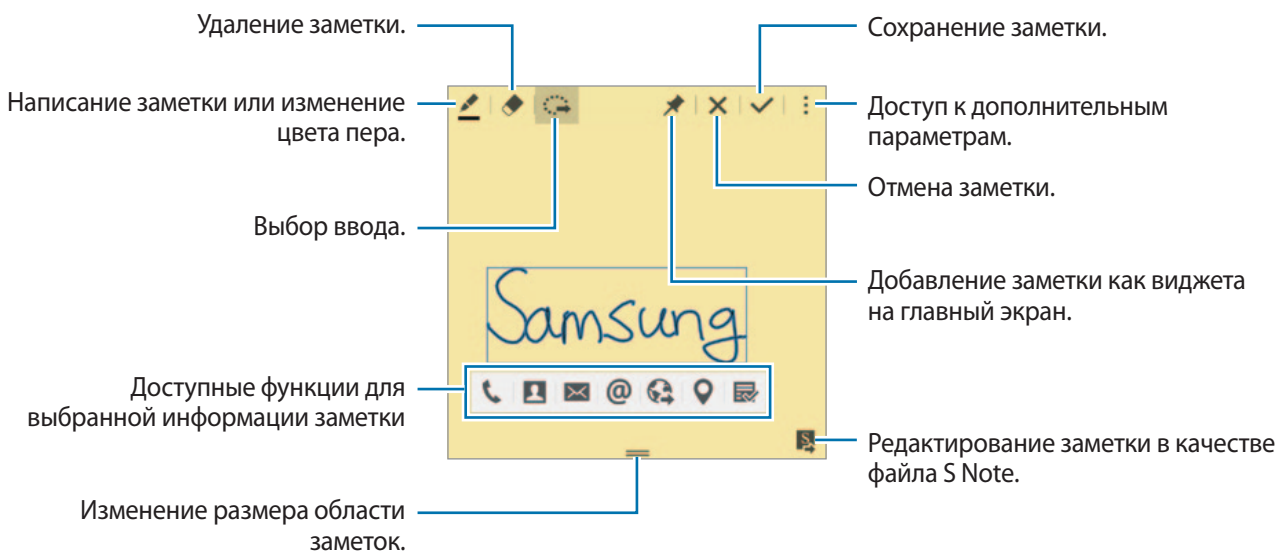 Удаление заметки.
Сохранение заметки.
Написание заметки или изменение
цвета пера.
Доступ к дополнительным
параметрам.
Отмена заметки.
Выбор ввода.
Добавление заметки как виджета
на главный экран.
Samsung
Доступные функции для
выбранной информации заметки
@
S
Редактирование заметки в качестве
файла S Note.
Изменение размера области
заметок.